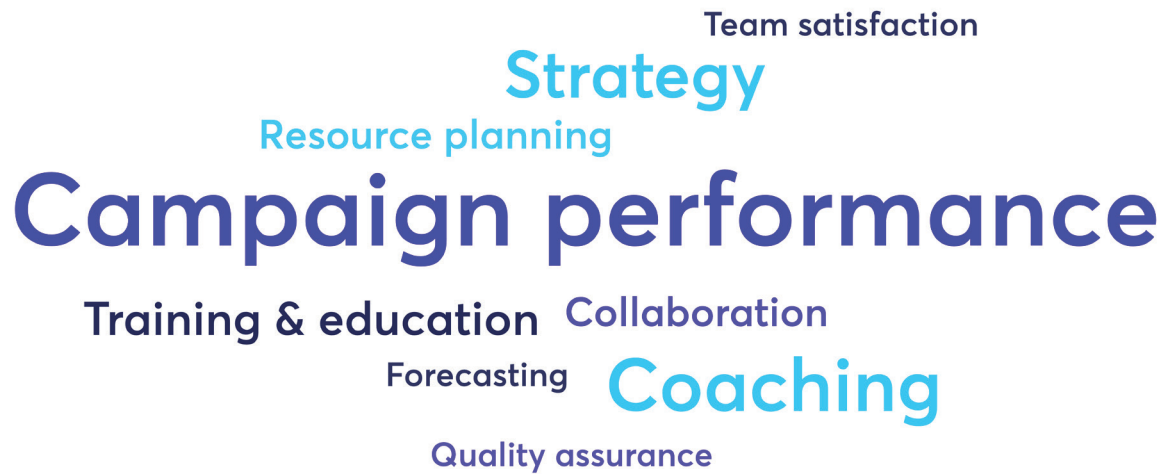 Team satisfaction
Strategy
Resource planning
Campaign performance
Training & education
Collaboration
Forecasting
Coaching
Quality assurance